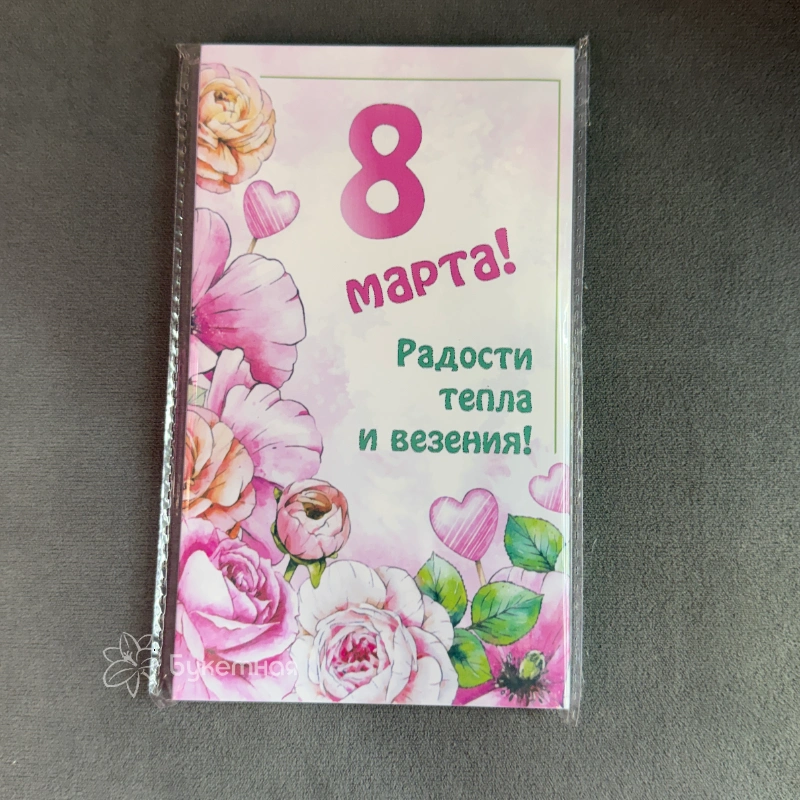 8
марта!
Радости
тепла
и везения!
Букетная